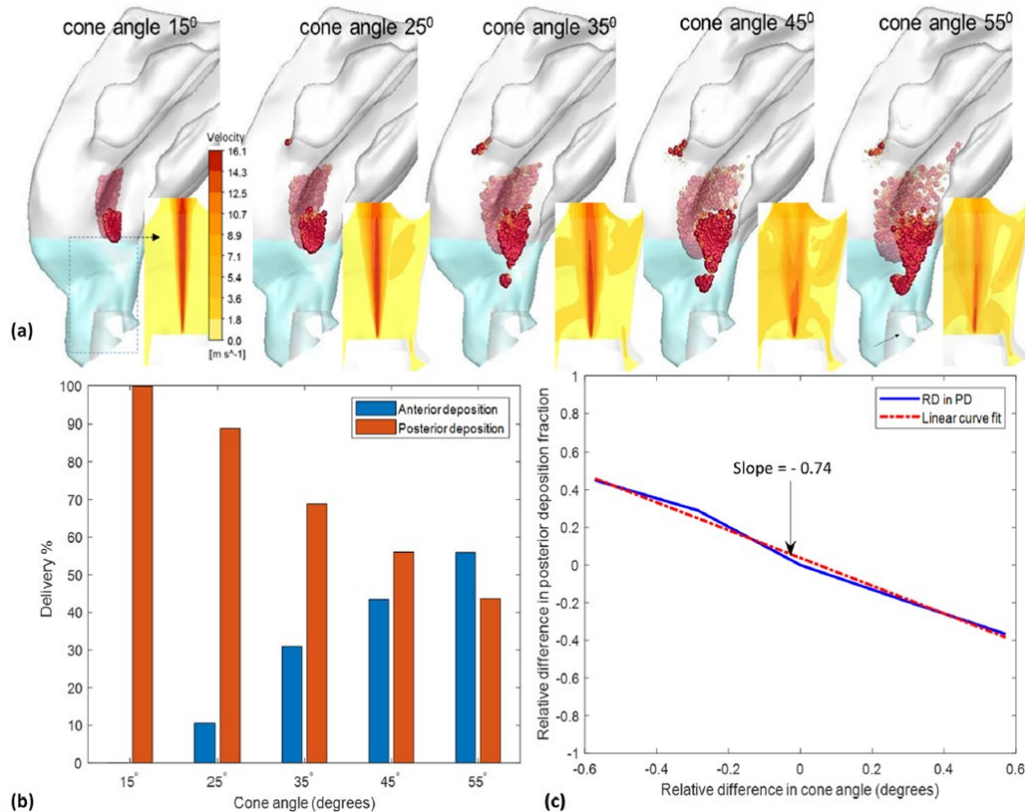 cone angle 15⁰
cone angle 25⁰
cone angle 35⁰
cone angle 45⁰
cone angle 55⁰
Velocity
16.1
14.3
12.5
10.7
8.9
7.1
5.4
3.6
1.8
0.0
[m s^-1]
(a)
100
90
80
70
60
50
40
30
20
10
0
Delivery %
Anterior deposition
Posterior deposition
15°
25°
35°
45°
55°
Cone angle (degrees)
(b)
1
0.8
0.6
0.4
0.2
0
-0.2
-0.4
-0.6
-0.8
-1
Relative difference in posterior deposition fraction
RD in PD
Linear curve fit
Slope = - 0.74
-0.6
-0.4
-0.2
0
0.2
0.4
0.6
Relative difference in cone angle (degrees)
(c)